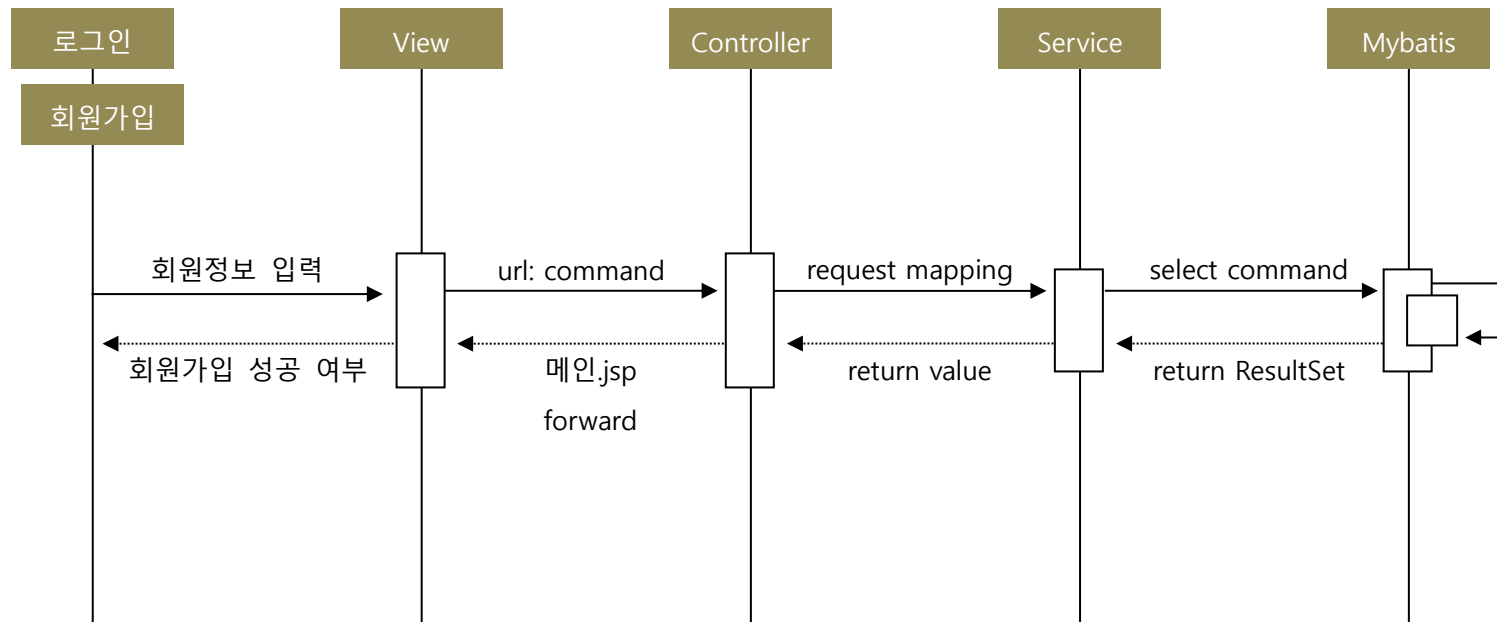 로그인
View
Controller
Service
Mybatis
회원가입
회원정보 입력
url: command
request mapping
select command
회원가입 성공 여부
메인.jsp
forward
return value
return ResultSet